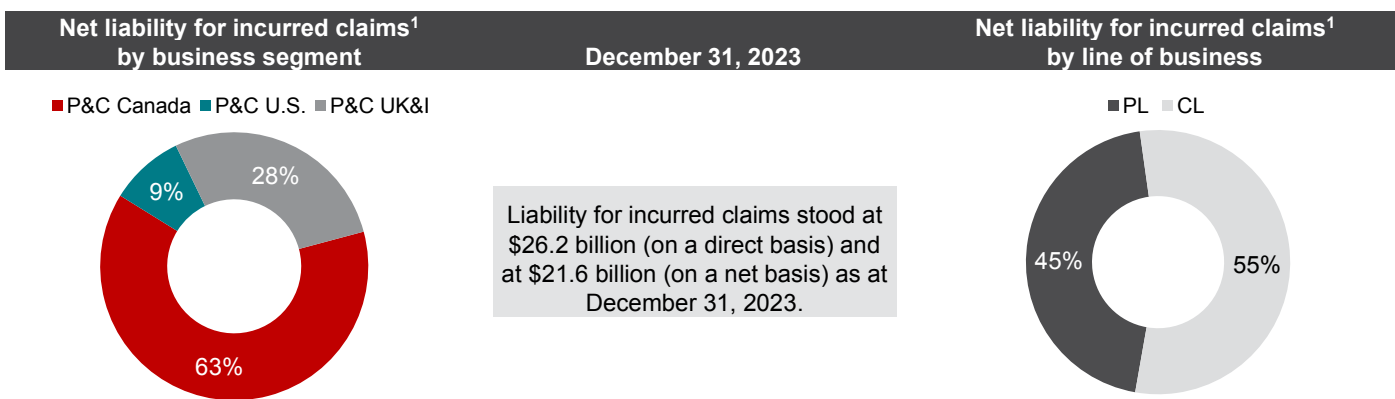 Net liability for incurred claims1
by business segment
December 31, 2023
Net liability for incurred claims1
by line of business
P&C Canada P&C U.S. P&C UK&I
9%
28%
63%
Liability for incurred claims stood at
$26.2 billion (on a direct basis) and
at $21.6 billion (on a net basis) as at
December 31, 2023.
PL CL
45%
55%